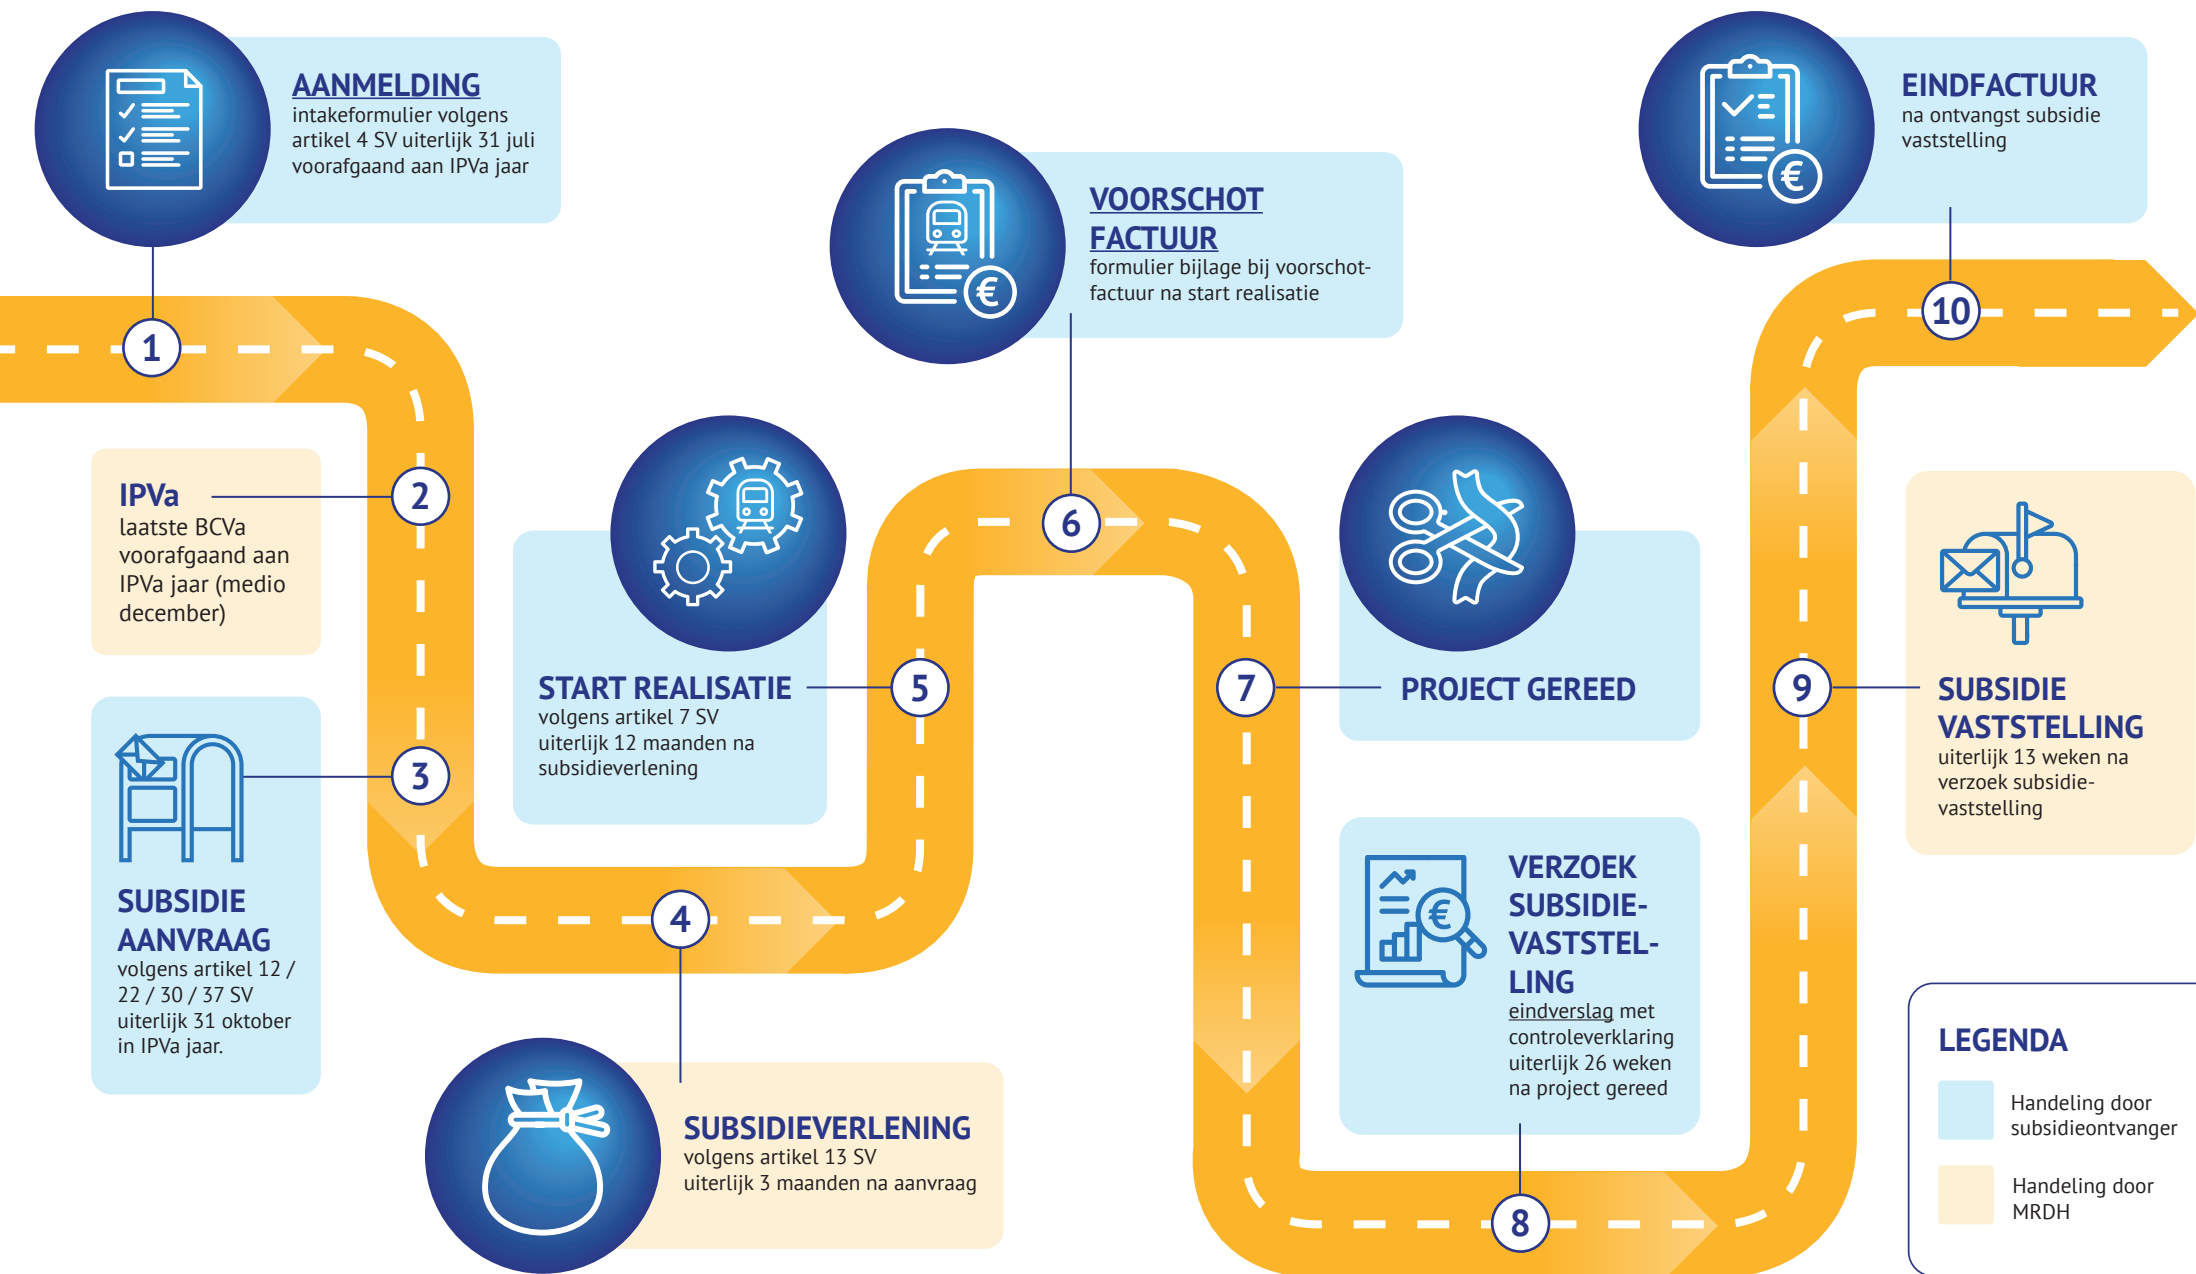 AANMELDING
intakeformulier volgens
artikel 4 SV uiterlijk 31 juli
voorafgaand aan IPVa jaar
1
IPVa
laatste BCVa
voorafgaand aan
IPVa jaar (medio
december)
2
3
SUBSIDIE
AANVRAAG
volgens artikel 12 /
22 / 30 / 37 SV
uiterlijk 31 oktober
in IPVa jaar.
4
SUBSIDIEVERLENING
volgens artikel 13 SV
uiterlijk 3 maanden na aanvraag
START REALISATIE
volgens artikel 7 SV
uiterlijk 12 maanden na
subsidieverlening
5
€
VOORSCHOT
FACTUUR
formulier bijlage bij voorschot-
factuur na start realisatie
6
7
PROJECT GEREED
€
VERZOEK
SUBSIDIE-
VASTSTEL-
LING
eindverslag met
controleverklaring
uiterlijk 26 weken
na project gereed
8
9
SUBSIDIE
VASTSTELLING
uiterlijk 13 weken na
verzoek subsidie-
vaststelling
€
EINDFACTUUR
na ontvangst subsidie
vaststelling
10
LEGENDA
Handeling door
subsidieontvanger
Handeling door
MRDH